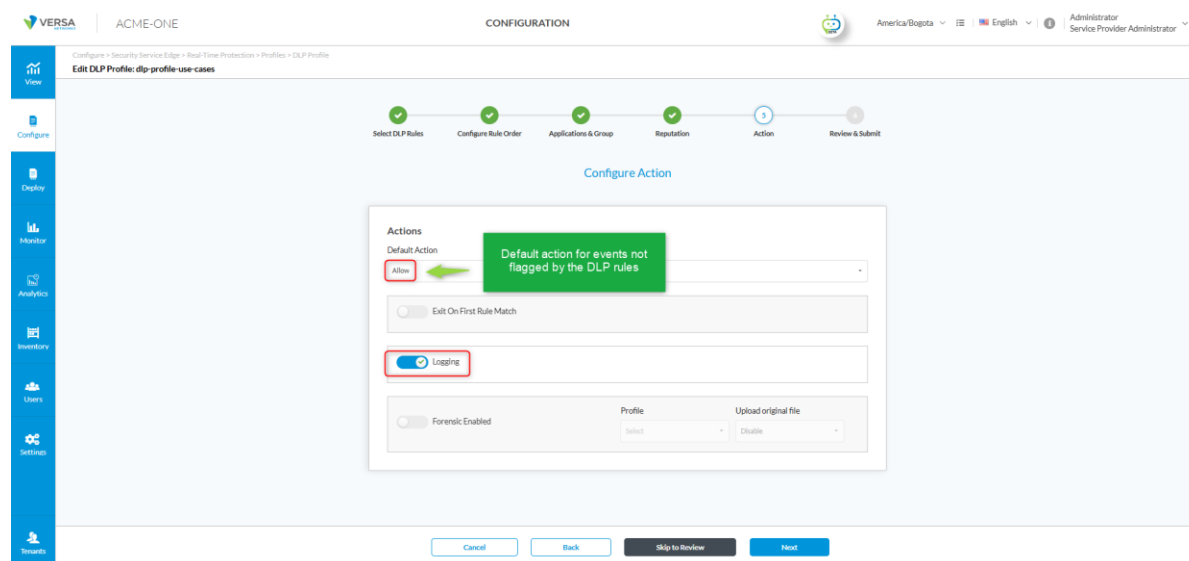 VERSA
NETWORKS
ACME-ONE
CONFIGURATION
America/Bogota
English
Administrator
Service Provider Administrator
Configure > Security Service Edge > Real-Time Protection > Profiles > DLP Profile
Edit DLP Profile: dlp-profile-use-cases
View
Configure
Deploy
Monitor
Analytics
Inventory
Users
Settings
Tenants
Select DLP Rules
Configure Rule Order
Applications & Group
Reputation
5
Action
Review & Submit
Configure Action
Actions
Default Action
Allow
Default action for events not
flagged by the DLP rules
Exit On First Rule Match
Logging
Forensic Enabled
Profile
Select
Upload original file
Disable
Cancel
Back
Skip to Review
Next